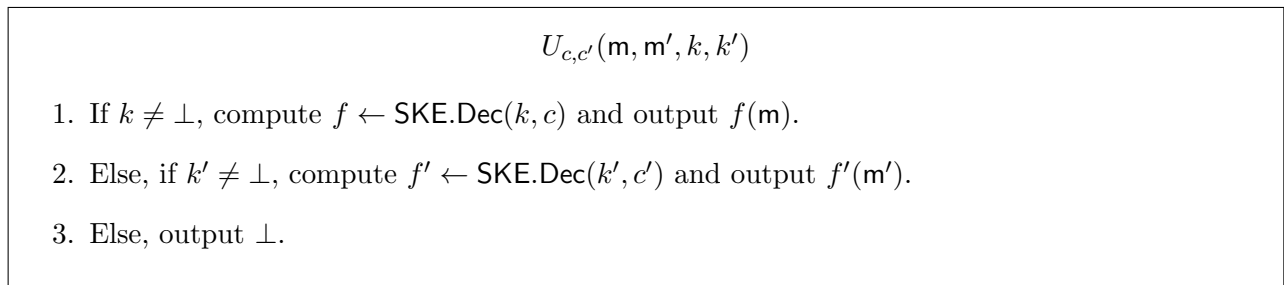 U_{c,c′}(m, m′, k, k′)
1. If k ≠ ⊥, compute f ← SKE.Dec(k, c) and output f(m).
2. Else, if k′ ≠ ⊥, compute f′ ← SKE.Dec(k′, c′) and output f′(m′).
3. Else, output ⊥.